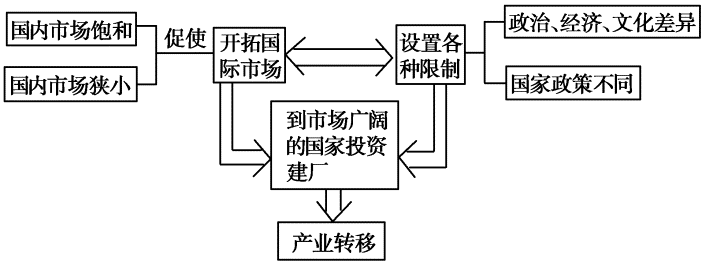 国内市场饱和
国内市场狭小
促使
开拓国
际市场
设置各
种限制
政治、经济、文化差异
国家政策不同
到市场广阔
的国家投资
建厂
产业转移